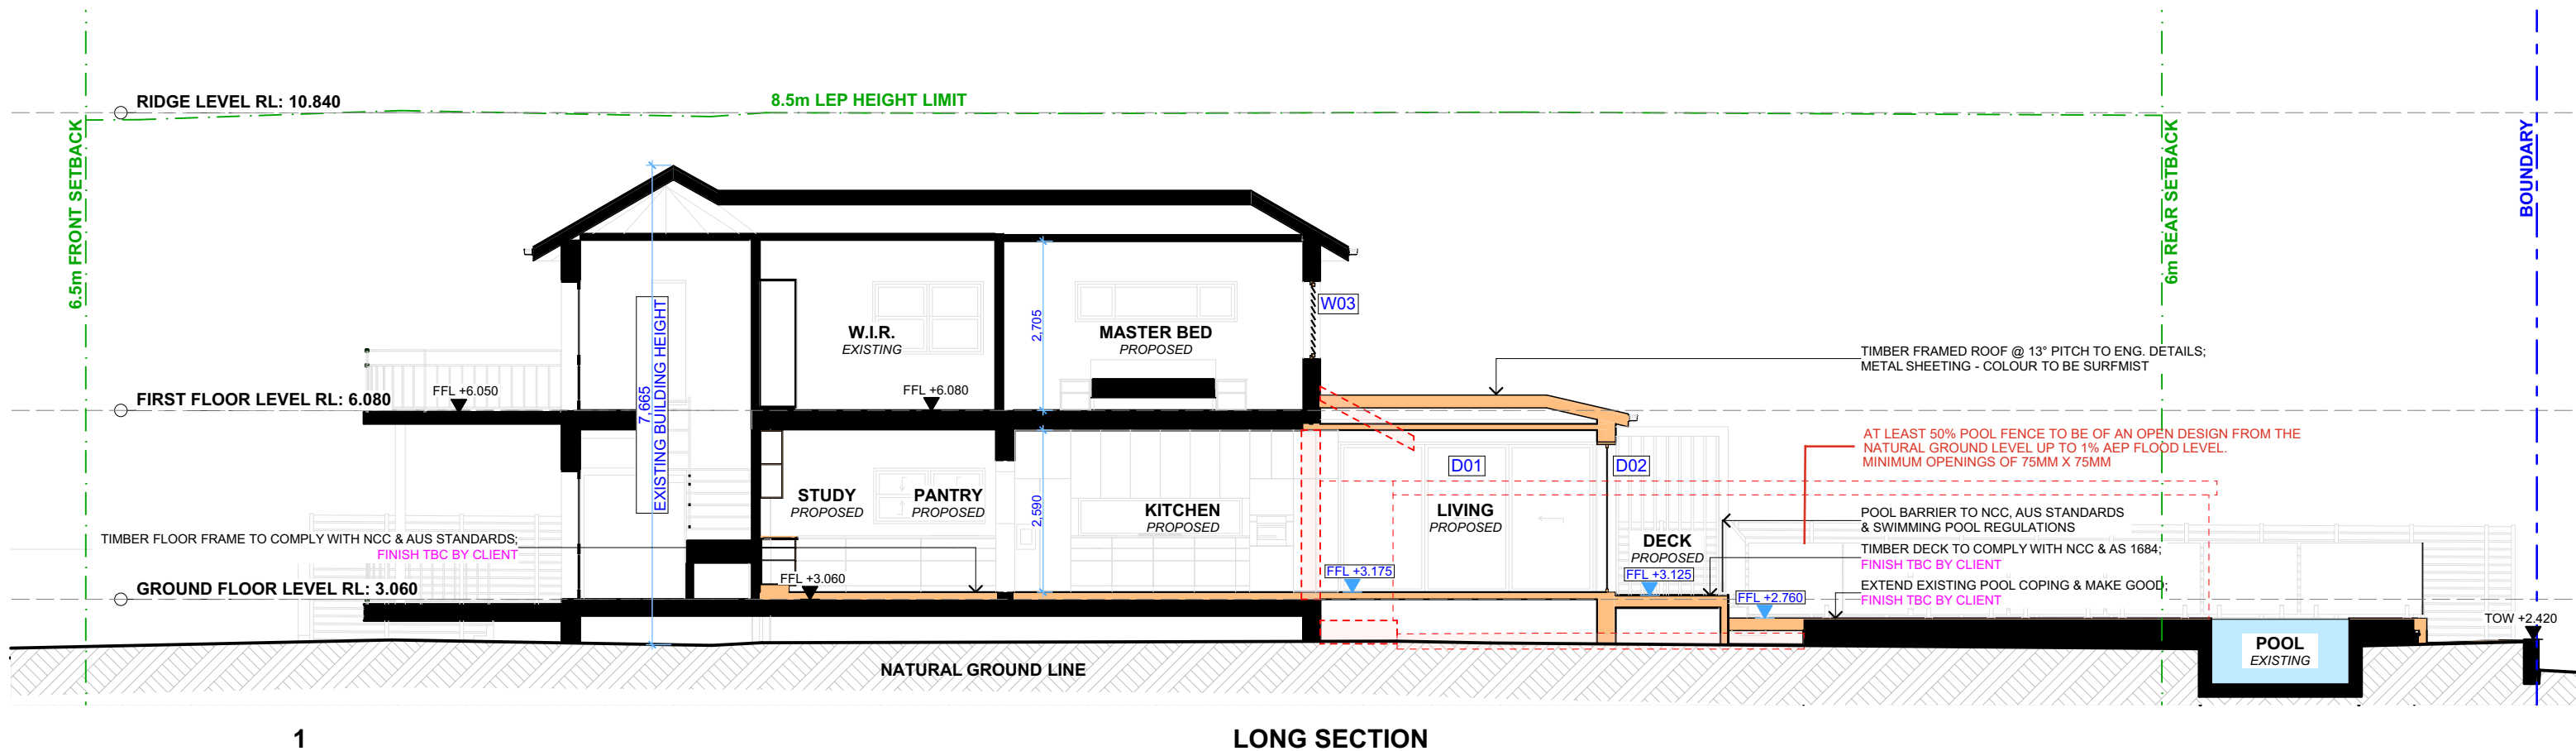 RIDGE LEVEL RL: 10.840
8.5m LEP HEIGHT LIMIT
6.5m FRONT SETBACK
6m REAR SETBACK
BOUNDARY
7,665
EXISTING BUILDING HEIGHT
2,705
W.I.R.
EXISTING
MASTER BED
PROPOSED
W03
TIMBER FRAMED ROOF @ 13° PITCH TO ENG. DETAILS;
METAL SHEETING - COLOUR TO BE SURFMIST
FIRST FLOOR LEVEL RL: 6.080
FFL +6.050
FFL +6.080
AT LEAST 50% POOL FENCE TO BE OF AN OPEN DESIGN FROM THE
NATURAL GROUND LEVEL UP TO 1% AEP FLOOD LEVEL.
MINIMUM OPENINGS OF 75MM X 75MM
D01
D02
2,590
STUDY
PROPOSED
PANTRY
PROPOSED
KITCHEN
PROPOSED
LIVING
PROPOSED
DECK
PROPOSED
POOL BARRIER TO NCC, AUS STANDARDS
& SWIMMING POOL REGULATIONS
TIMBER FLOOR FRAME TO COMPLY WITH NCC & AUS STANDARDS;
FINISH TBC BY CLIENT
TIMBER DECK TO COMPLY WITH NCC & AS 1684;
FINISH TBC BY CLIENT
FFL +3.060
FFL +3.175
FFL +3.125
EXTEND EXISTING POOL COPING & MAKE GOOD;
FINISH TBC BY CLIENT
GROUND FLOOR LEVEL RL: 3.060
FFL +2.760
TOW +2.420
NATURAL GROUND LINE
POOL
EXISTING
1
LONG SECTION